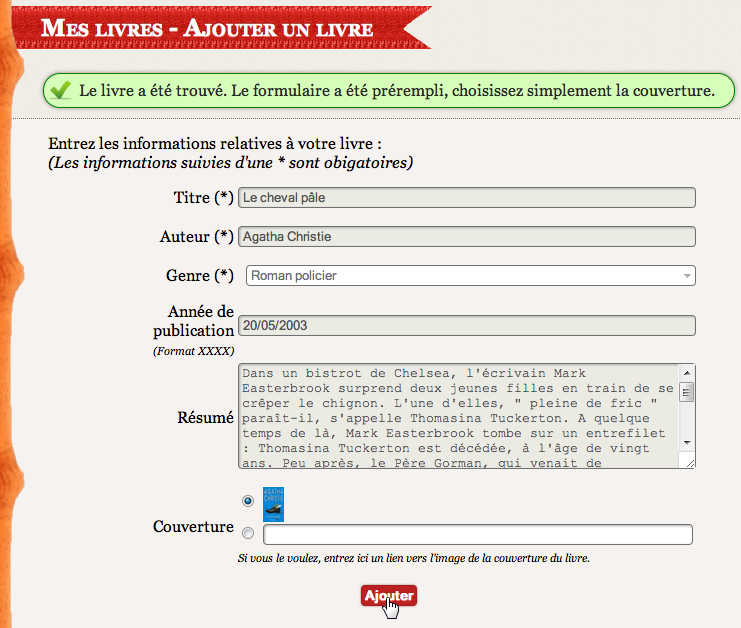 Mes livres - Ajouter un livre
Le livre a été trouvé. Le formulaire a été prérempli, choisissez simplement la couverture.
Entrez les informations relatives à votre livre :
(Les informations suivies d'une * sont obigatoires)
Titre (*) Le cheval pâle
Auteur (*) Agatha Christie
Genre (*) Roman policier
Année de
publication 20/05/2003
(Format XXXX)
Résumé
Dans un bistrot de Chelsea, l'écrivain Mark
Easterbrook surprend deux jeunes filles en train de se
crêper le chignon. L'une d'elles, " pleine de fric "
paraît-il, s'appelle Thomasina Tuckerton. A quelque
temps de là, Mark Easterbrook tombe sur un entrefilet
: Thomasina Tuckerton est décédée, à l'âge de vingt
ans. Peu après, le Père Gorman, qui venait de
AGATHA
CHRISTIE
Couverture
Si vous le voulez, entrez ici un lien vers l'image de la couverture du livre.
Ajouter